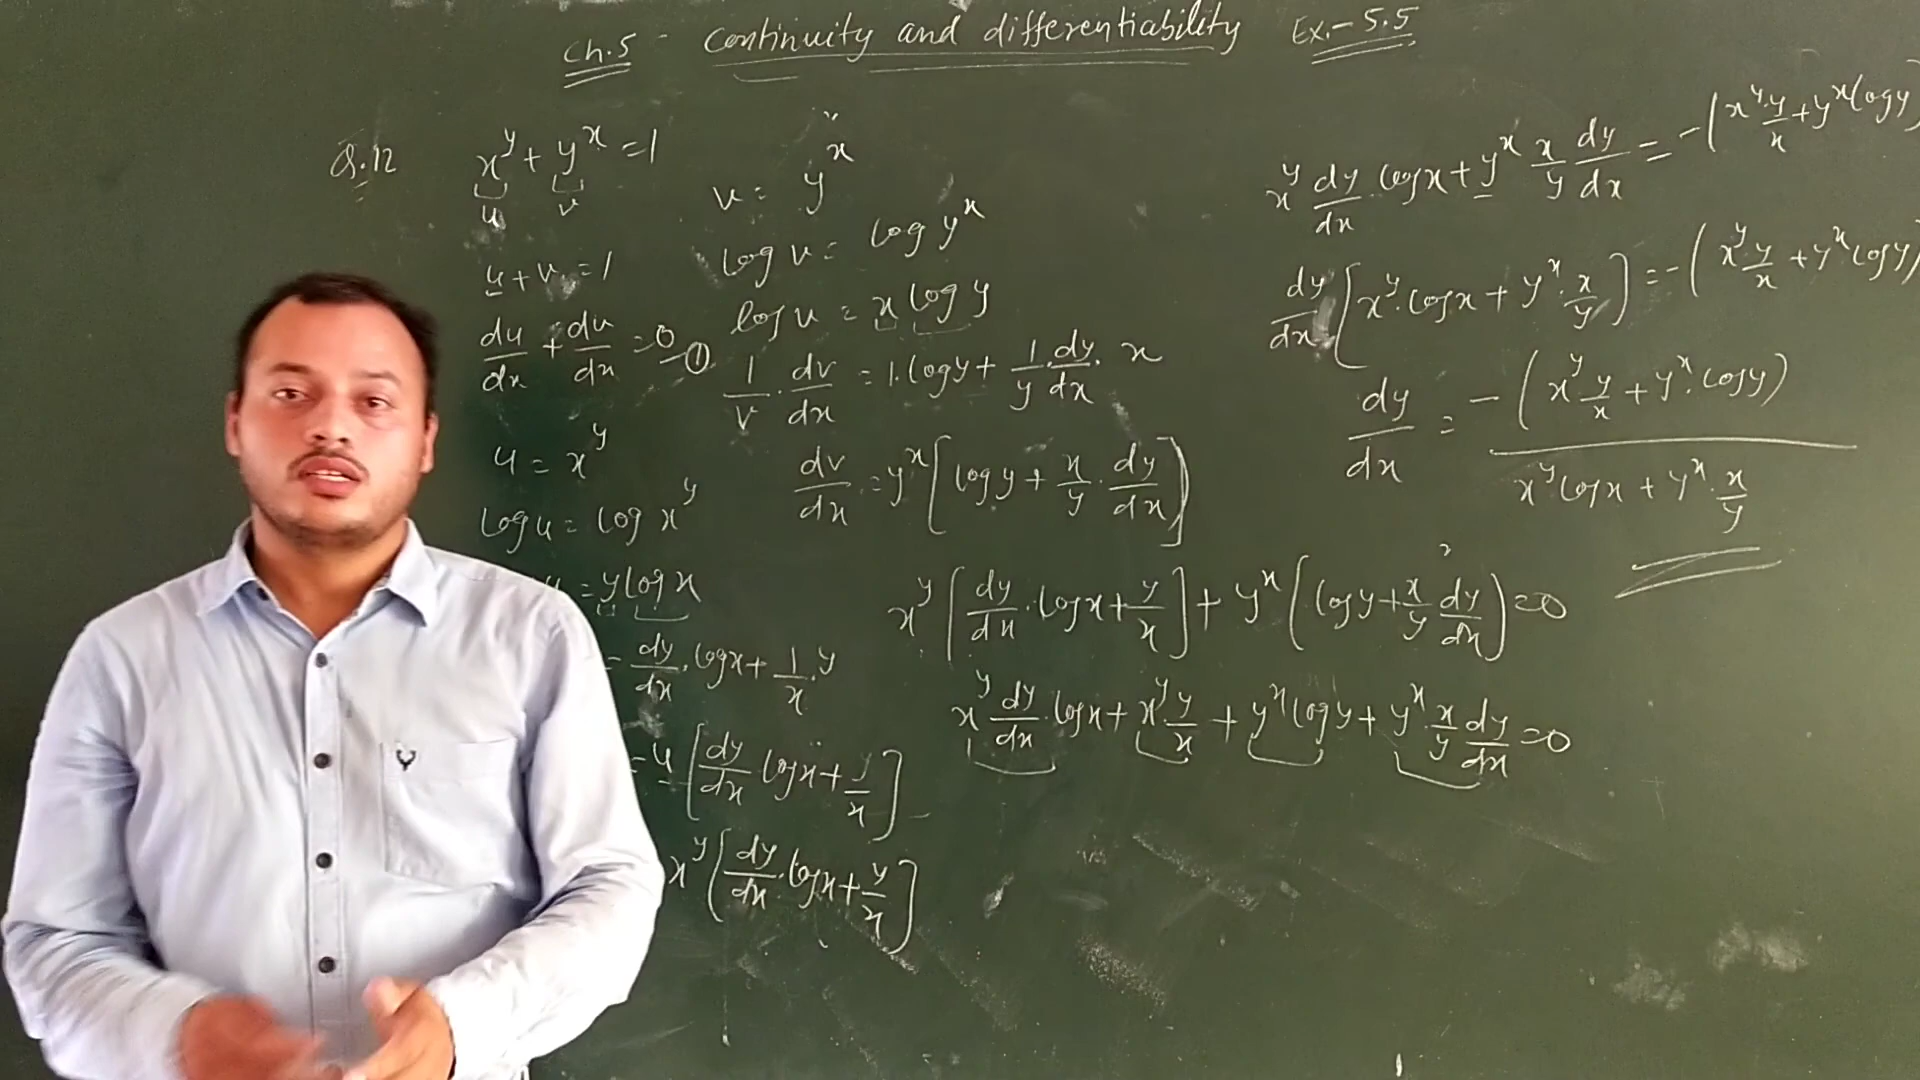 Ch.5 - Continuity and differentiability Ex.- 5.5
Q.12 x^y + y^x = 1
u v
u + v = 1
du/dx + du/dx = 0 - ①
u = x^y
log u = log x^y
= y log x
= dy/dx . log x + 1/x . y
= u [dy/dx log x + y/x]
x^y [dy/dx . log x + y/x]
v = y^x
log v = log y^x
log v = x log y
1/v . dv/dx = 1. log y + 1/y . dy/dx . x
dv/dx = y^x [log y + x/y . dy/dx]
x^y [dy/dx . log x + y/x] + y^x (log y + x/y dy/dx) = 0
x^y dy/dx . log x + x^y . y/x + y^x log y + y^x . x/y dy/dx = 0
x^y dy/dx . log x + y^x x/y dy/dx = - (x^y . y/x + y^x log y
dy/dx [x^y . log x + y^x . x/y] = - (x^y . y/x + y^x log y)
dy/dx = - (x^y y/x + y^x . log y) / x^y log x + y^x . x/y